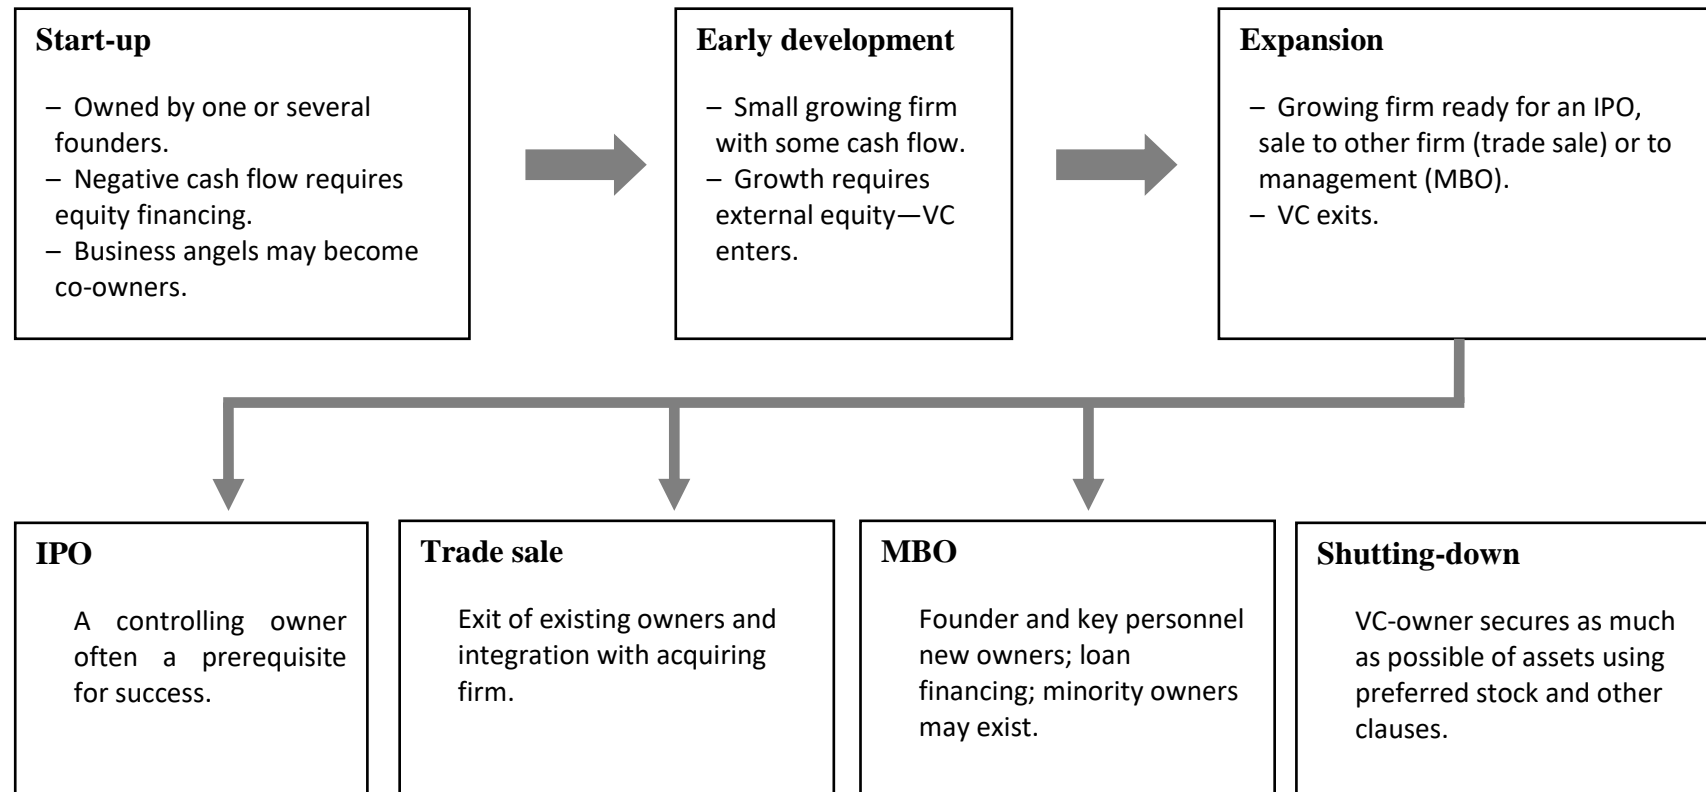 Start-up
– Owned by one or several
founders.
– Negative cash flow requires
equity financing.
– Business angels may become
co-owners.
Early development
– Small growing firm
with some cash flow.
– Growth requires
external equity—VC
enters.
Expansion
– Growing firm ready for an IPO,
sale to other firm (trade sale) or to
management (MBO).
– VC exits.
IPO
A controlling owner
often a prerequisite
for success.
Trade sale
Exit of existing owners and
integration with acquiring
firm.
MBO
Founder and key personnel
new owners; loan
financing; minority owners
may exist.
Shutting-down
VC-owner secures as much
as possible of assets using
preferred stock and other
clauses.